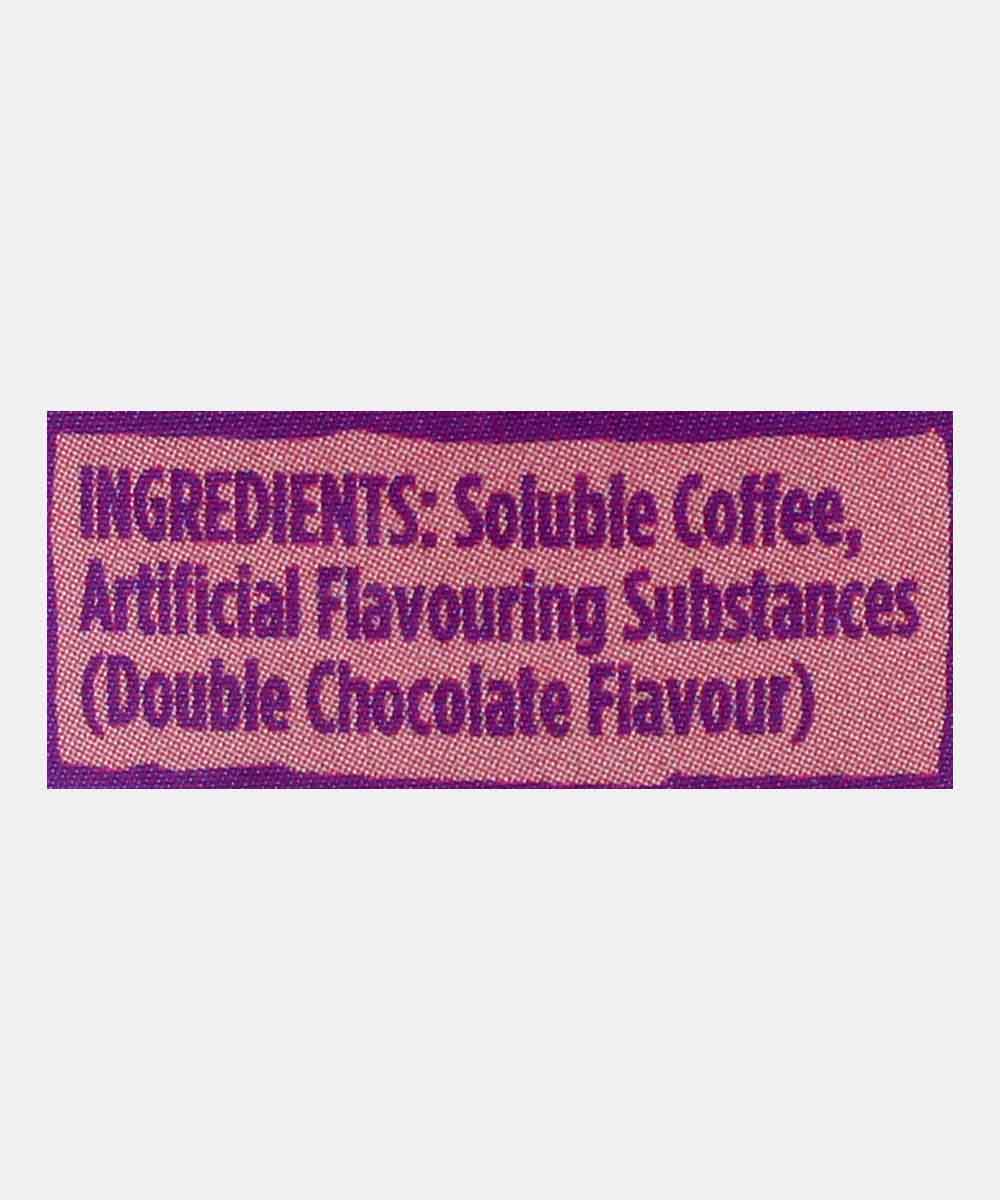 INGREDIENTS: Soluble Coffee,
Artificial Flavouring Substances
(Double Chocolate Flavour)